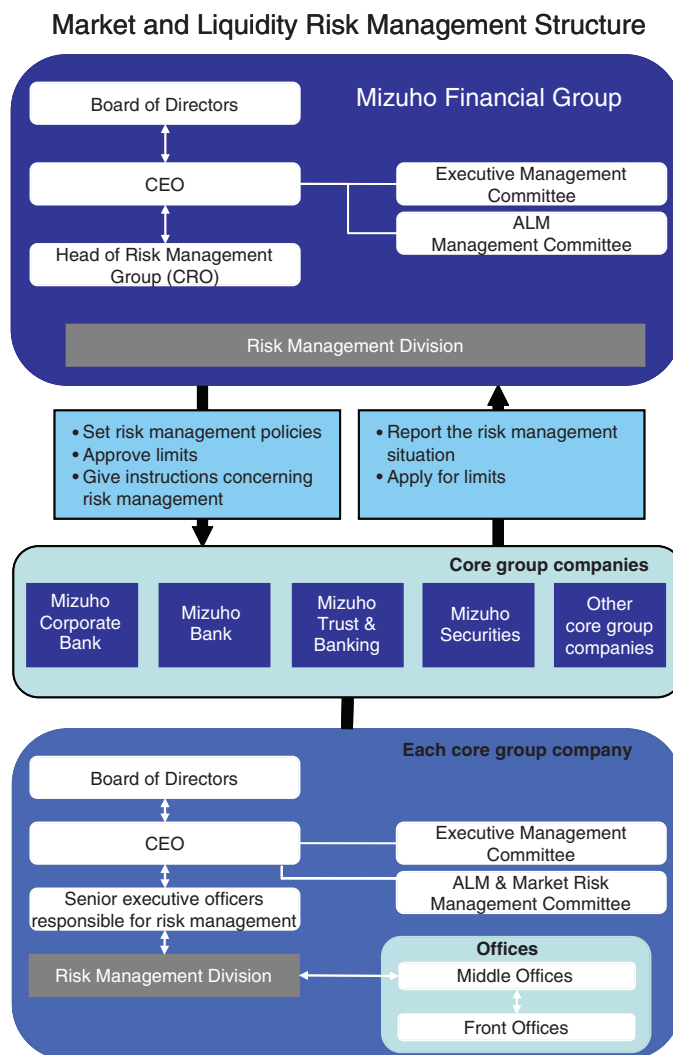 Market and Liquidity Risk Management Structure
Mizuho Financial Group
Board of Directors
CEO
Executive Management
Committee
ALM
Management Committee
Head of Risk Management
Group (CRO)
Risk Management Division
• Set risk management policies
• Approve limits
• Give instructions concerning
risk management
• Report the risk management
situation
• Apply for limits
Core group companies
Mizuho
Corporate
Bank
Mizuho
Bank
Mizuho
Trust &
Banking
Mizuho
Securities
Other
core group
companies
Each core group company
Board of Directors
CEO
Executive Management
Committee
ALM & Market Risk
Management Committee
Senior executive officers
responsible for risk management
Risk Management Division
Offices
Middle Offices
Front Offices